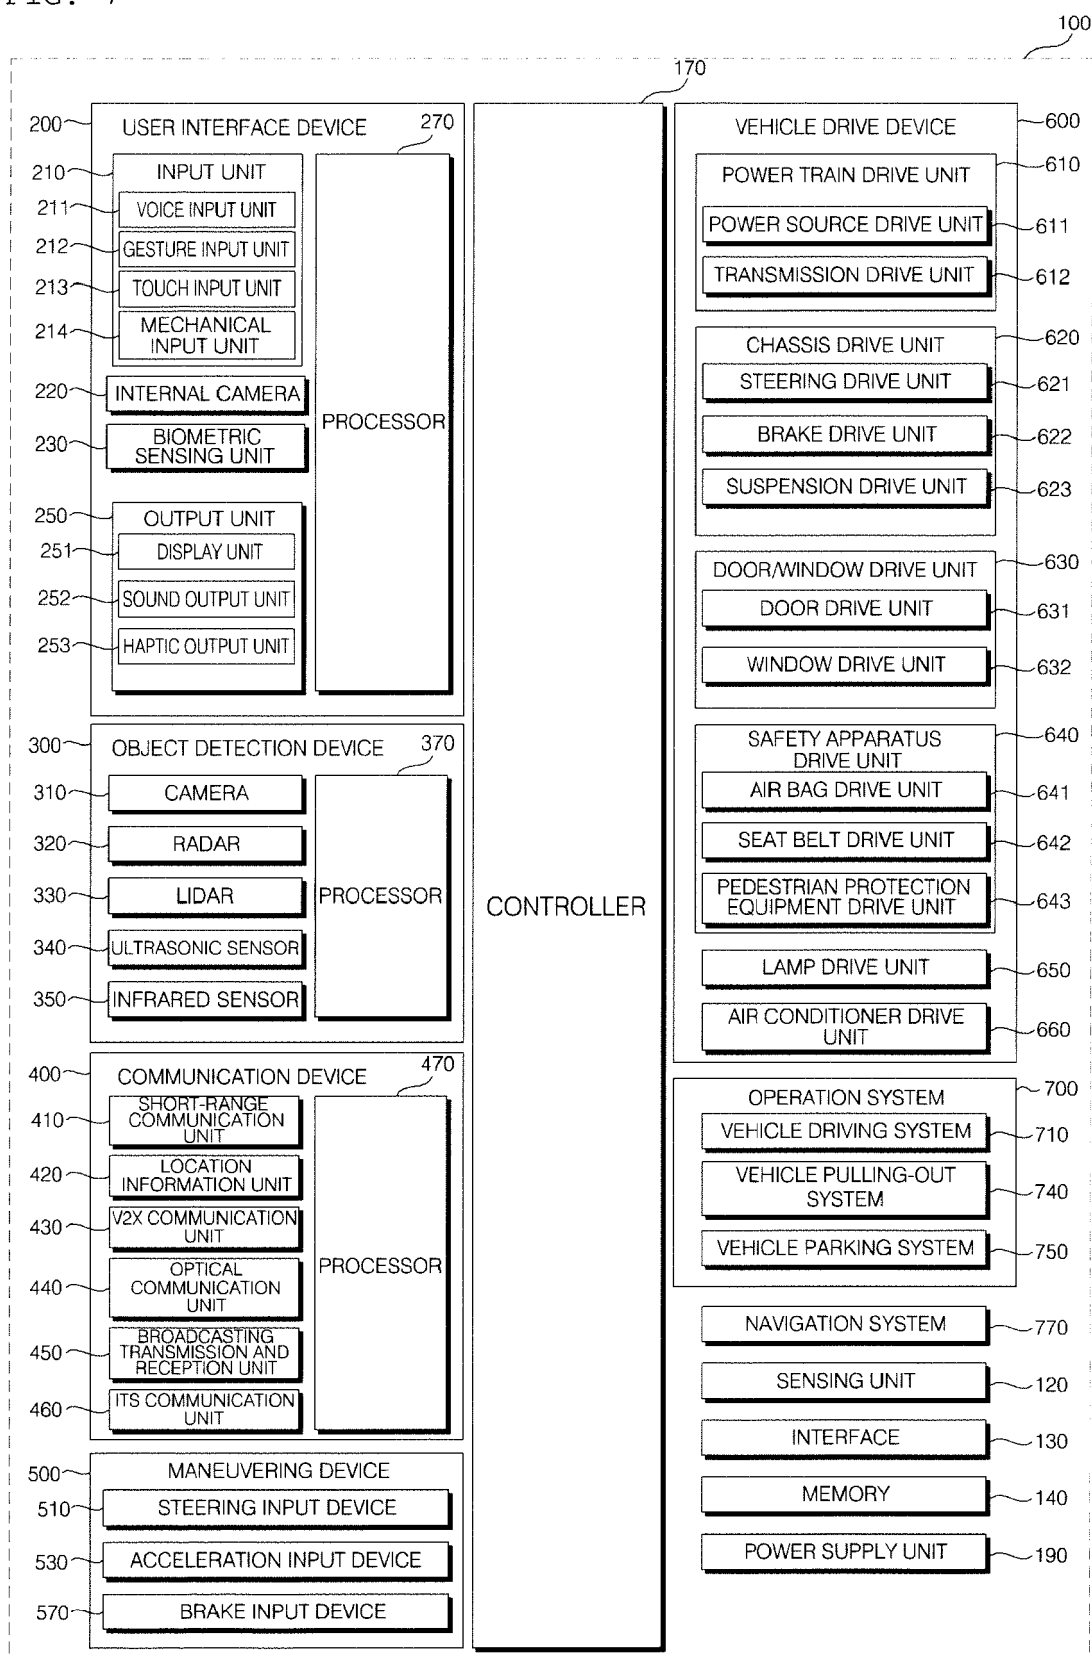 FIG. 7
100
170
200
USER INTERFACE DEVICE
270
210
INPUT UNIT
211
VOICE INPUT UNIT
212
GESTURE INPUT UNIT
213
TOUCH INPUT UNIT
214
MECHANICAL
INPUT UNIT
220
INTERNAL CAMERA
230
BIOMETRIC
SENSING UNIT
PROCESSOR
250
OUTPUT UNIT
251
DISPLAY UNIT
252
SOUND OUTPUT UNIT
253
HAPTIC OUTPUT UNIT
300
OBJECT DETECTION DEVICE
370
310
CAMERA
320
RADAR
330
LIDAR
PROCESSOR
340
ULTRASONIC SENSOR
350
INFRARED SENSOR
400
COMMUNICATION DEVICE
470
410
SHORT-RANGE
COMMUNICATION
UNIT
420
LOCATION
INFORMATION UNIT
430
V2X COMMUNICATION
UNIT
PROCESSOR
440
OPTICAL
COMMUNICATION
UNIT
450
BROADCASTING
TRANSMISSION AND
RECEPTION UNIT
460
ITS COMMUNICATION
UNIT
500
MANEUVERING DEVICE
510
STEERING INPUT DEVICE
530
ACCELERATION INPUT DEVICE
570
BRAKE INPUT DEVICE
CONTROLLER
VEHICLE DRIVE DEVICE
600
POWER TRAIN DRIVE UNIT
610
POWER SOURCE DRIVE UNIT
611
TRANSMISSION DRIVE UNIT
612
CHASSIS DRIVE UNIT
620
STEERING DRIVE UNIT
621
BRAKE DRIVE UNIT
622
SUSPENSION DRIVE UNIT
623
DOOR/WINDOW DRIVE UNIT
630
DOOR DRIVE UNIT
631
WINDOW DRIVE UNIT
632
SAFETY APPARATUS
DRIVE UNIT
640
AIR BAG DRIVE UNIT
641
SEAT BELT DRIVE UNIT
642
PEDESTRIAN PROTECTION
EQUIPMENT DRIVE UNIT
643
LAMP DRIVE UNIT
650
AIR CONDITIONER DRIVE
UNIT
660
OPERATION SYSTEM
700
VEHICLE DRIVING SYSTEM
710
VEHICLE PULLING-OUT
SYSTEM
740
VEHICLE PARKING SYSTEM
750
NAVIGATION SYSTEM
770
SENSING UNIT
120
INTERFACE
130
MEMORY
140
POWER SUPPLY UNIT
190